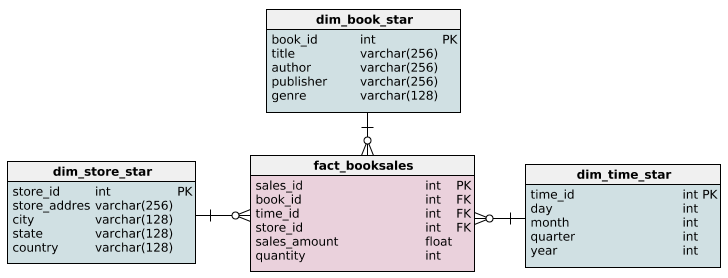 dim_book_star
book_id int PK
title varchar(256)
author varchar(256)
publisher varchar(256)
genre varchar(128)
dim_store_star
store_id int PK
store_addres varchar(256)
city varchar(128)
state varchar(128)
country varchar(128)
fact_booksales
sales_id int PK
book_id int FK
time_id int FK
store_id int FK
sales_amount float
quantity int
dim_time_star
time_id int PK
day int
month int
quarter int
year int